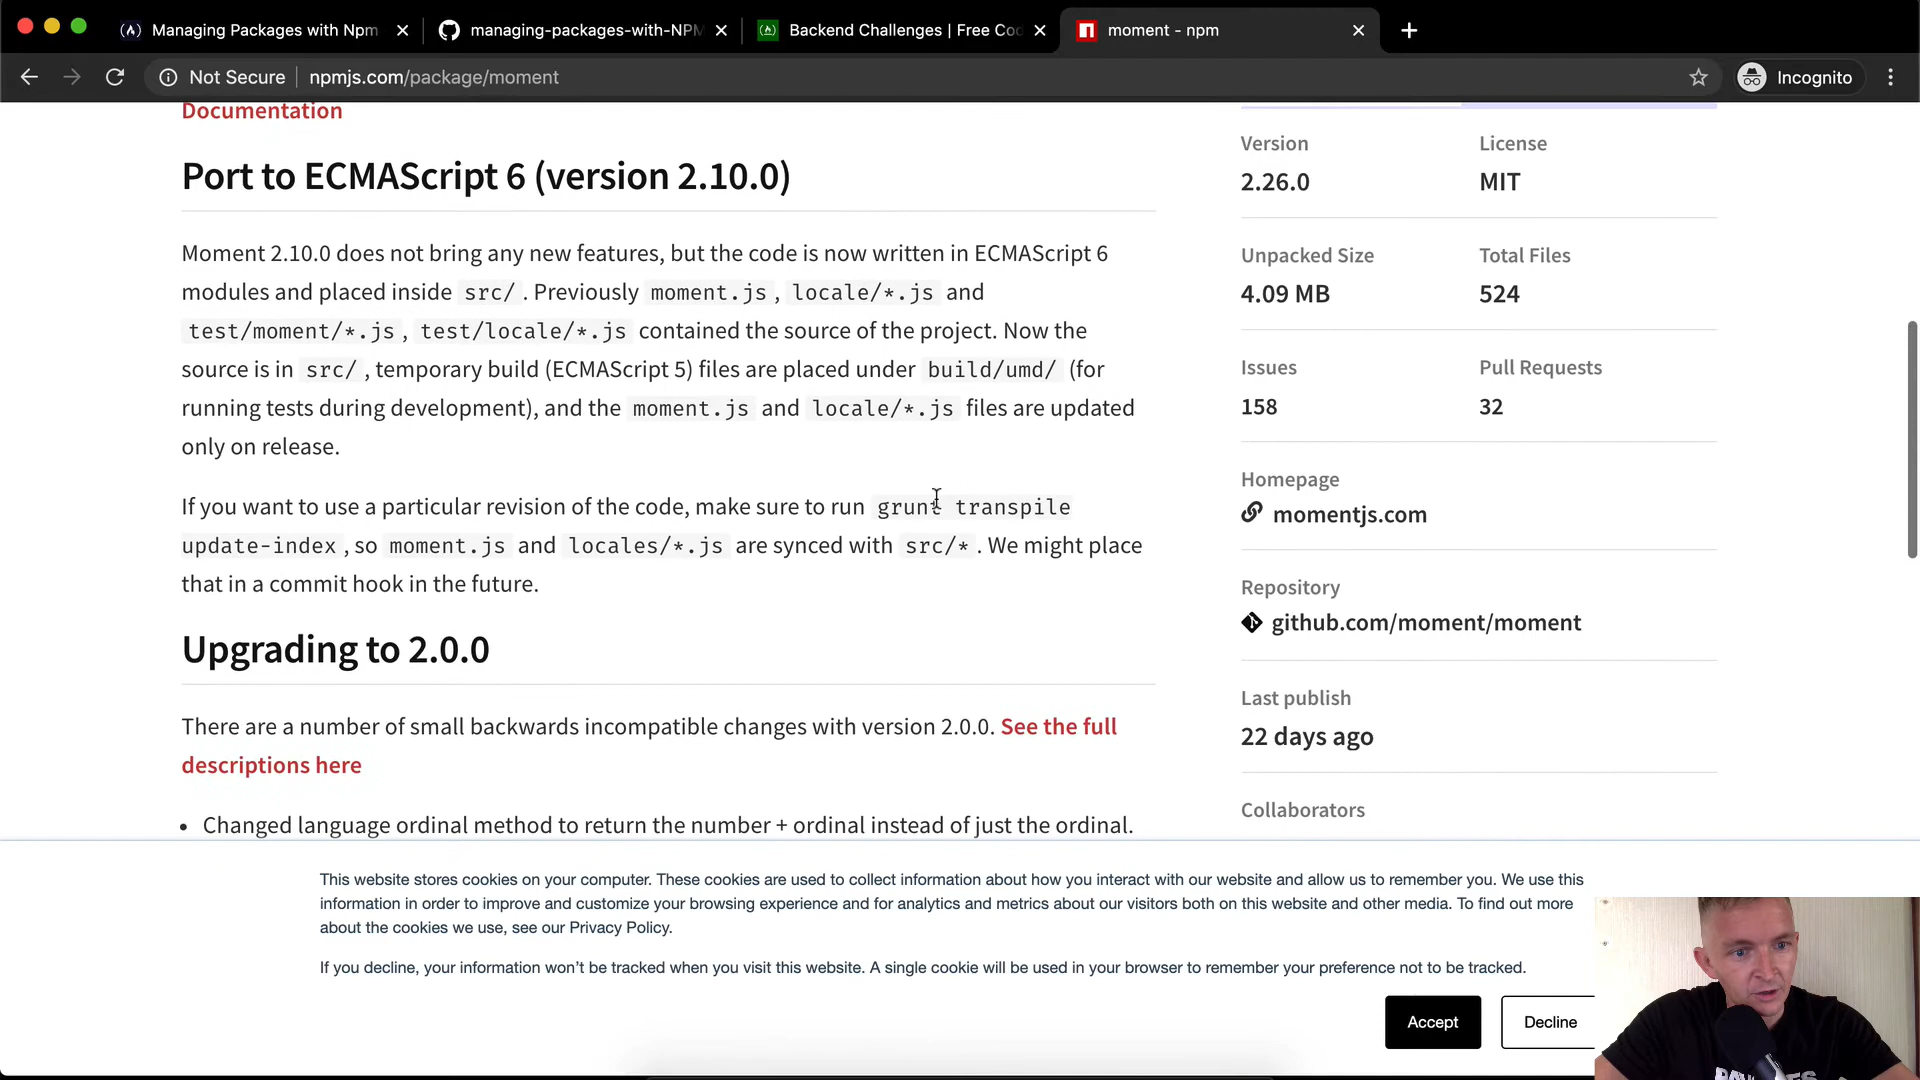 Managing Packages with Npm
managing-packages-with-NPM
Backend Challenges | Free Coc
moment - npm
Not Secure
npmjs.com/package/moment
Incognito
Documentation
Port to ECMAScript 6 (version 2.10.0)
Moment 2.10.0 does not bring any new features, but the code is now written in ECMAScript 6
modules and placed inside src/ . Previously moment.js , locale/*.js and
test/moment/*.js , test/locale/*.js contained the source of the project. Now the
source is in src/ , temporary build (ECMAScript 5) files are placed under build/umd/ (for
running tests during development), and the moment.js and locale/*.js files are updated
only on release.
If you want to use a particular revision of the code, make sure to run grunt transpile
update-index , so moment.js and locales/*.js are synced with src/* . We might place
that in a commit hook in the future.
Upgrading to 2.0.0
There are a number of small backwards incompatible changes with version 2.0.0. See the full
descriptions here
• Changed language ordinal method to return the number + ordinal instead of just the ordinal.
Version
License
2.26.0
MIT
Unpacked Size
Total Files
4.09 MB
524
Issues
Pull Requests
158
32
Homepage
momentjs.com
Repository
github.com/moment/moment
Last publish
22 days ago
Collaborators
This website stores cookies on your computer. These cookies are used to collect information about how you interact with our website and allow us to remember you. We use this
information in order to improve and customize your browsing experience and for analytics and metrics about our visitors both on this website and other media. To find out more
about the cookies we use, see our Privacy Policy.
If you decline, your information won’t be tracked when you visit this website. A single cookie will be used in your browser to remember your preference not to be tracked.
Accept
Decline